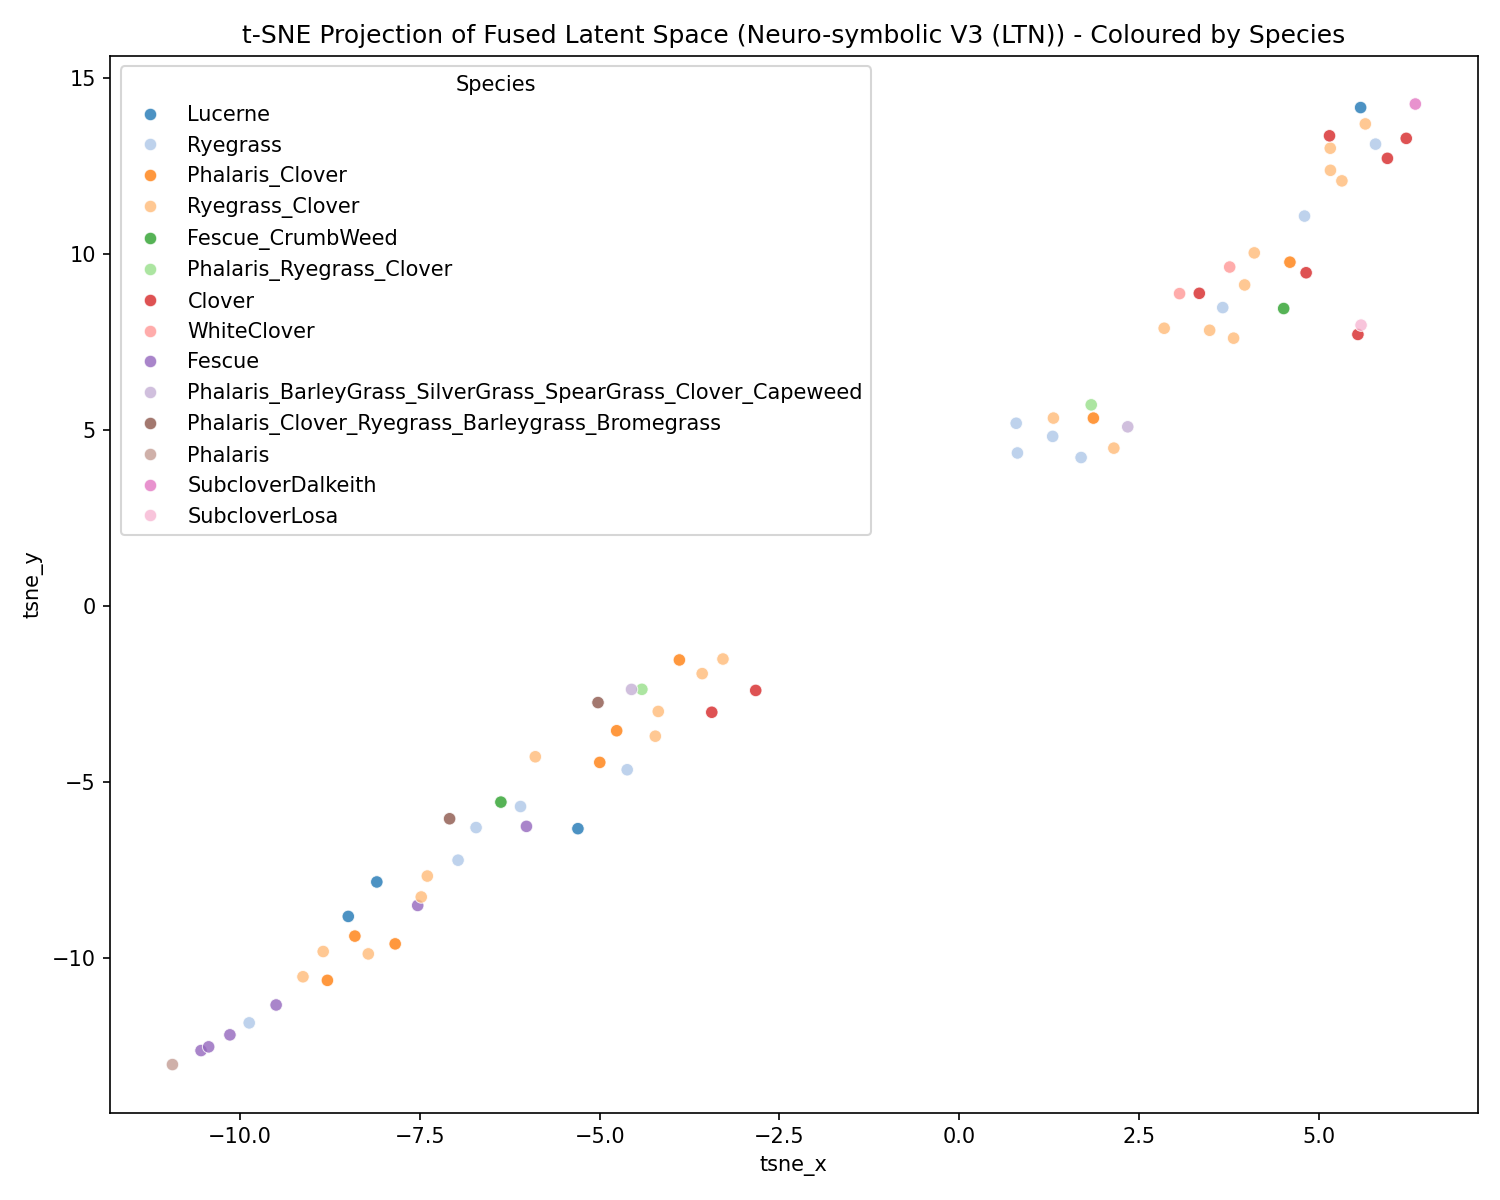 t-SNE Projection of Fused Latent Space (Neuro-symbolic V3 (LTN)) - Coloured by Species
Species
Lucerne
Ryegrass
Phalaris_Clover
Ryegrass_Clover
Fescue_CrumbWeed
Phalaris_Ryegrass_Clover
Clover
WhiteClover
Fescue
Phalaris_BarleyGrass_SilverGrass_SpearGrass_Clover_Capeweed
Phalaris_Clover_Ryegrass_Barleygrass_Bromegrass
Phalaris
SubcloverDalkeith
SubcloverLosa
15
10
5
0
−5
−10
tsne_y
−10.0 −7.5 −5.0 −2.5 0.0 2.5 5.0
tsne_x